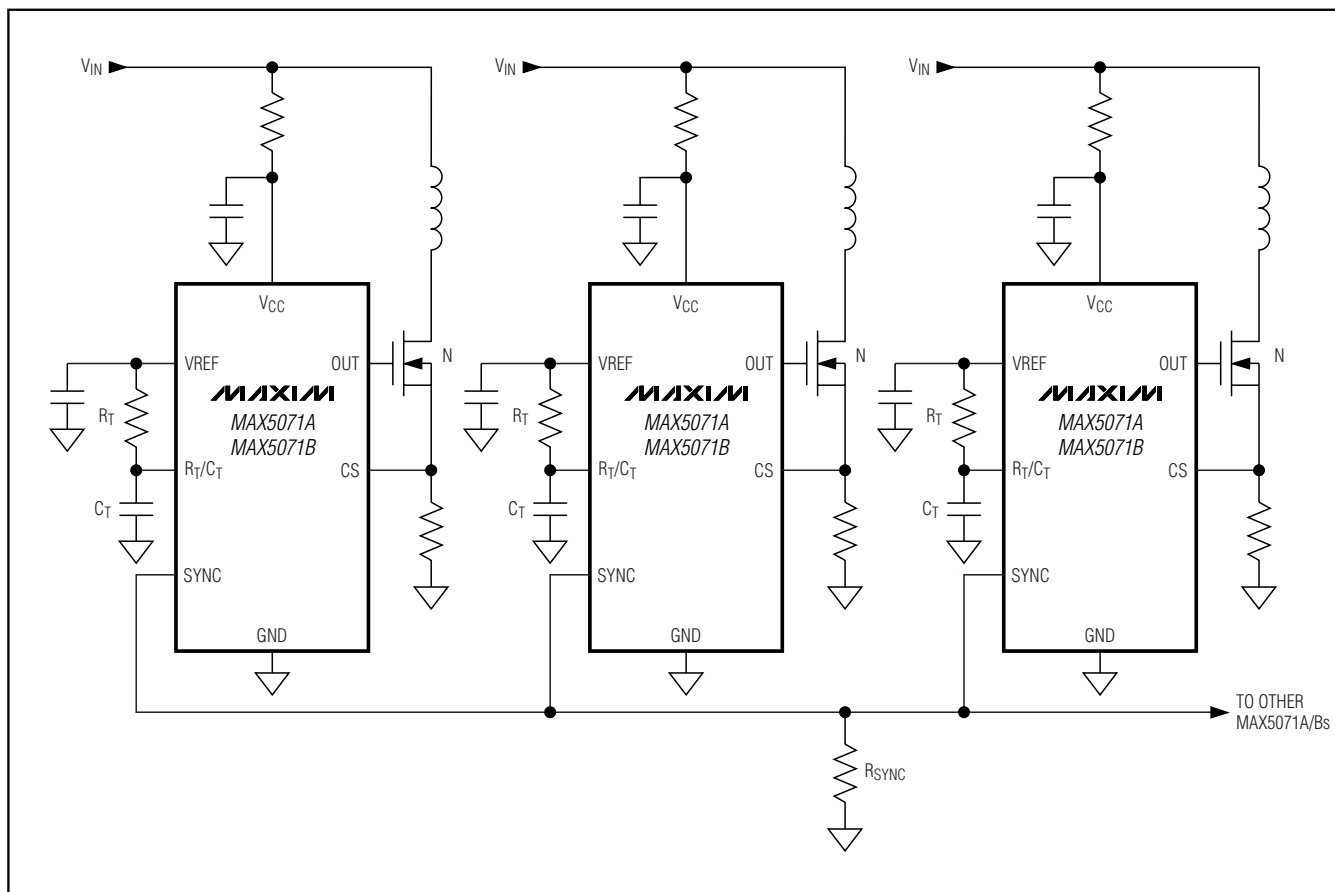 VIN
VCC
VREF
OUT
N
MAXIM
RT
MAX5071A
MAX5071B
RT/CT
CS
CT
SYNC
GND
VIN
VCC
VREF
OUT
N
MAXIM
RT
MAX5071A
MAX5071B
RT/CT
CS
CT
SYNC
GND
VIN
VCC
VREF
OUT
N
MAXIM
RT
MAX5071A
MAX5071B
RT/CT
CS
CT
SYNC
GND
TO OTHER
MAX5071A/Bs
RSYNC